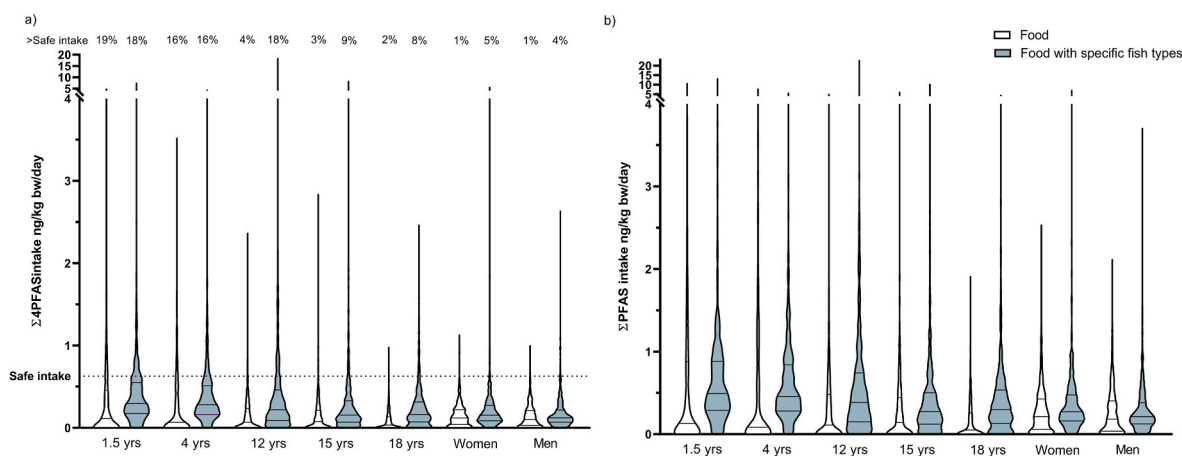 a)
>Safe intake 19% 18% 16% 16% 4% 18% 3% 9% 2% 8% 1% 5% 1% 4%
20
15
10
5
4
3
2
1
Safe intake
0
Σ4PFASintake ng/kg bw/day
1.5 yrs 4 yrs 12 yrs 15 yrs 18 yrs Women Men
b)
Food
Food with specific fish types
20
15
10
5
4
3
2
1
0
ΣPFAS intake ng/kg bw/day
1.5 yrs 4 yrs 12 yrs 15 yrs 18 yrs Women Men